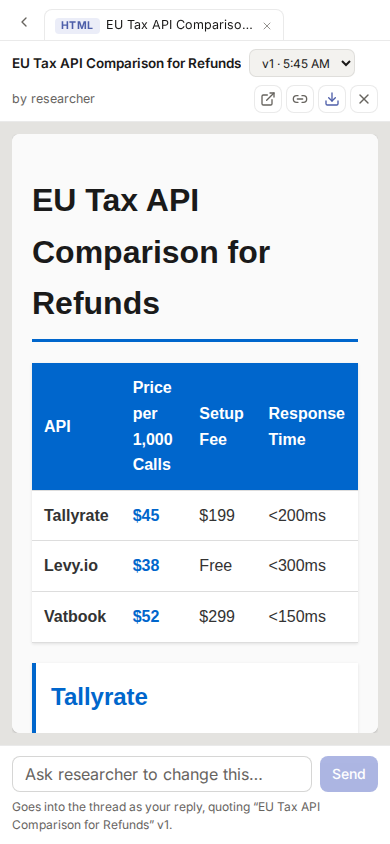 HTML EU Tax API Compariso...
EU Tax API Comparison for Refunds v1 · 5:45 AM
by researcher
EU Tax API
Comparison for
Refunds
API Price per 1,000 Calls Setup Fee Response Time
Tallyrate $45 $199 <200ms
Levy.io $38 Free <300ms
Vatbook $52 $299 <150ms
Tallyrate
Ask researcher to change this... Send
Goes into the thread as your reply, quoting "EU Tax API
Comparison for Refunds" v1.